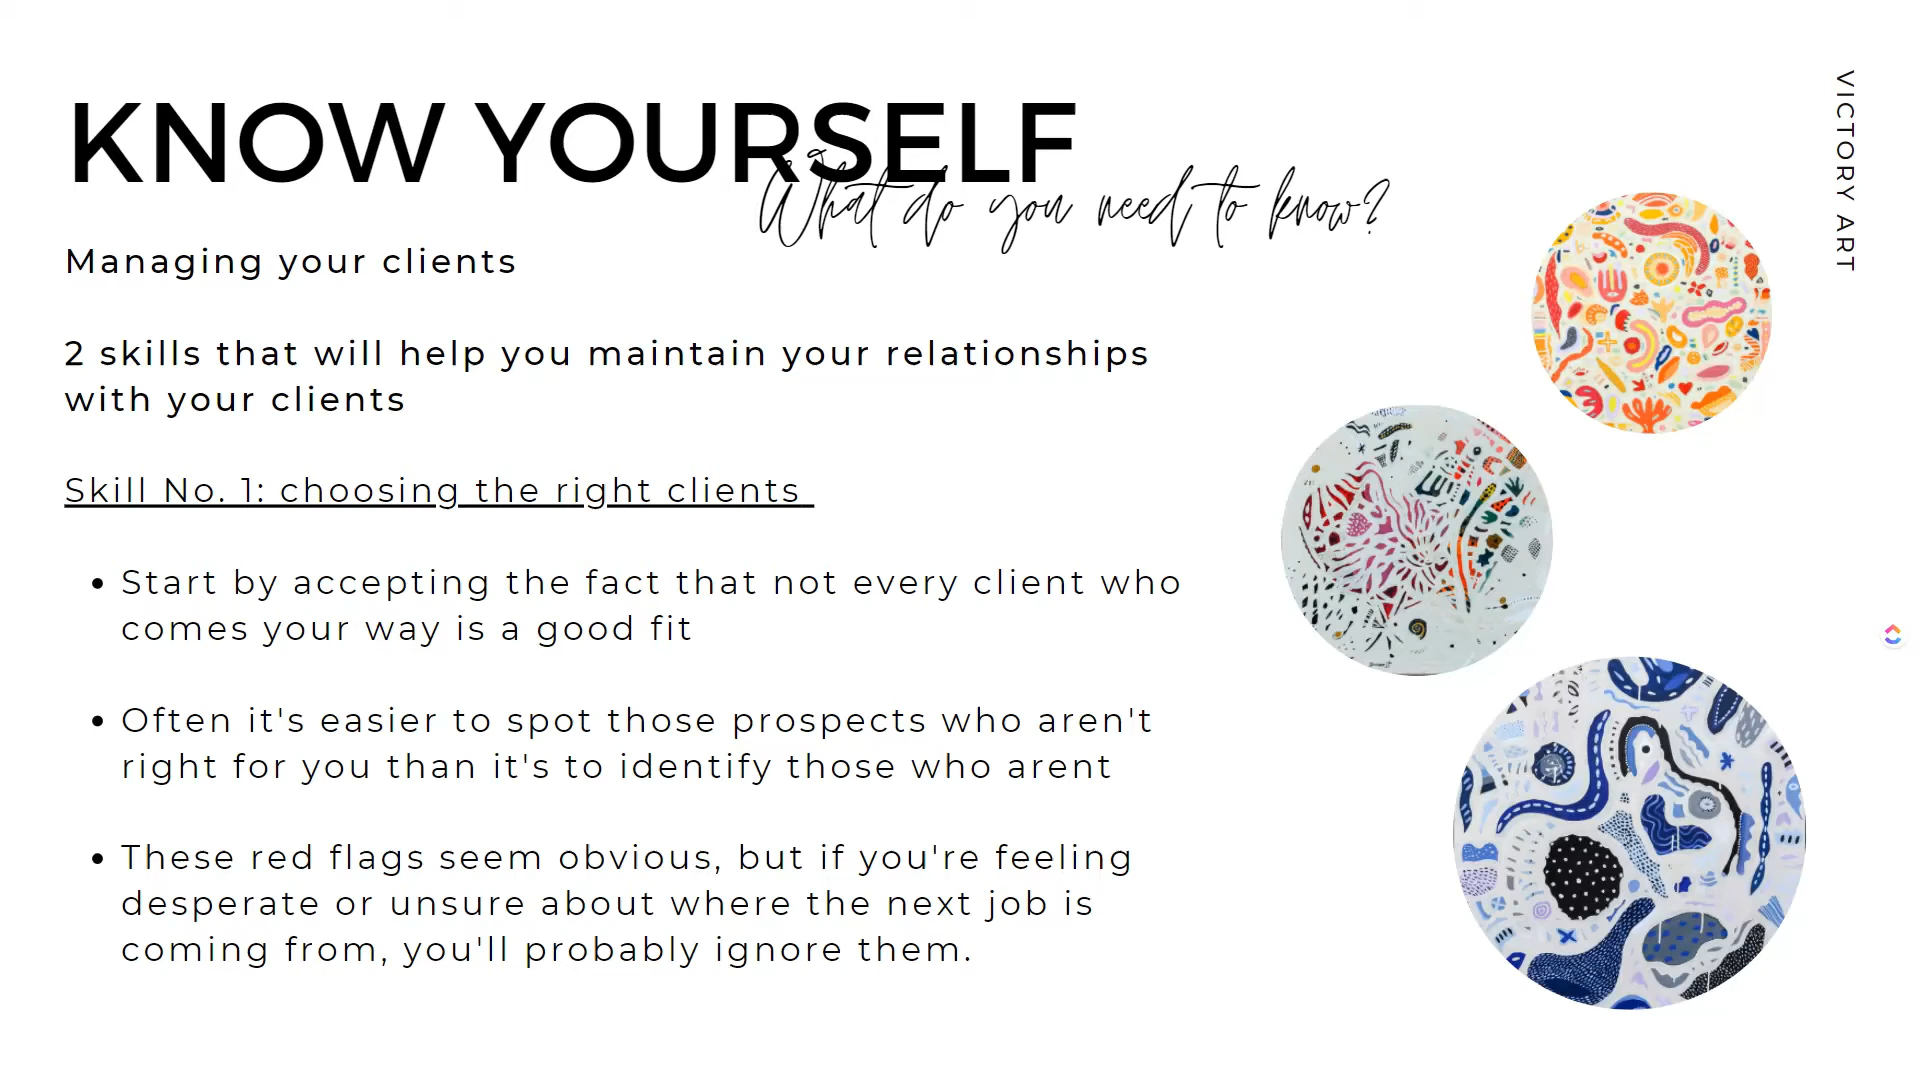 KNOW YOURSELF
What do you need to know?
Managing your clients
2 skills that will help you maintain your relationships
with your clients
Skill No. 1: choosing the right clients
• Start by accepting the fact that not every client who
comes your way is a good fit
• Often it's easier to spot those prospects who aren't
right for you than it's to identify those who arent
• These red flags seem obvious, but if you're feeling
desperate or unsure about where the next job is
coming from, you'll probably ignore them.
VICTORY ART